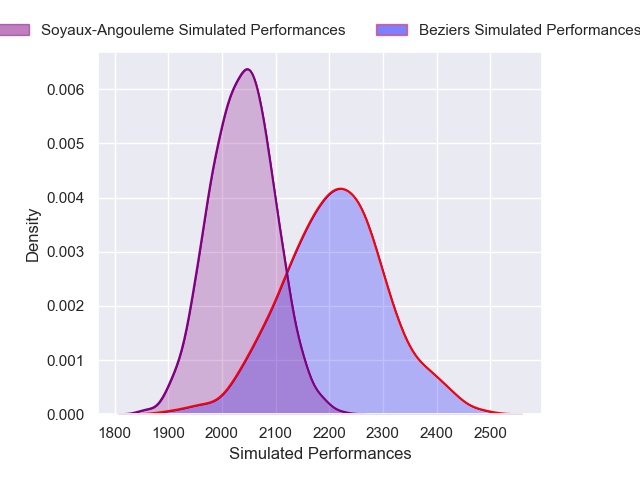 Soyaux-Angouleme Simulated Performances
Beziers Simulated Performances
0.006
0.005
0.004
0.003
0.002
0.001
0.000
Density
1800 1900 2000 2100 2200 2300 2400 2500
Simulated Performances